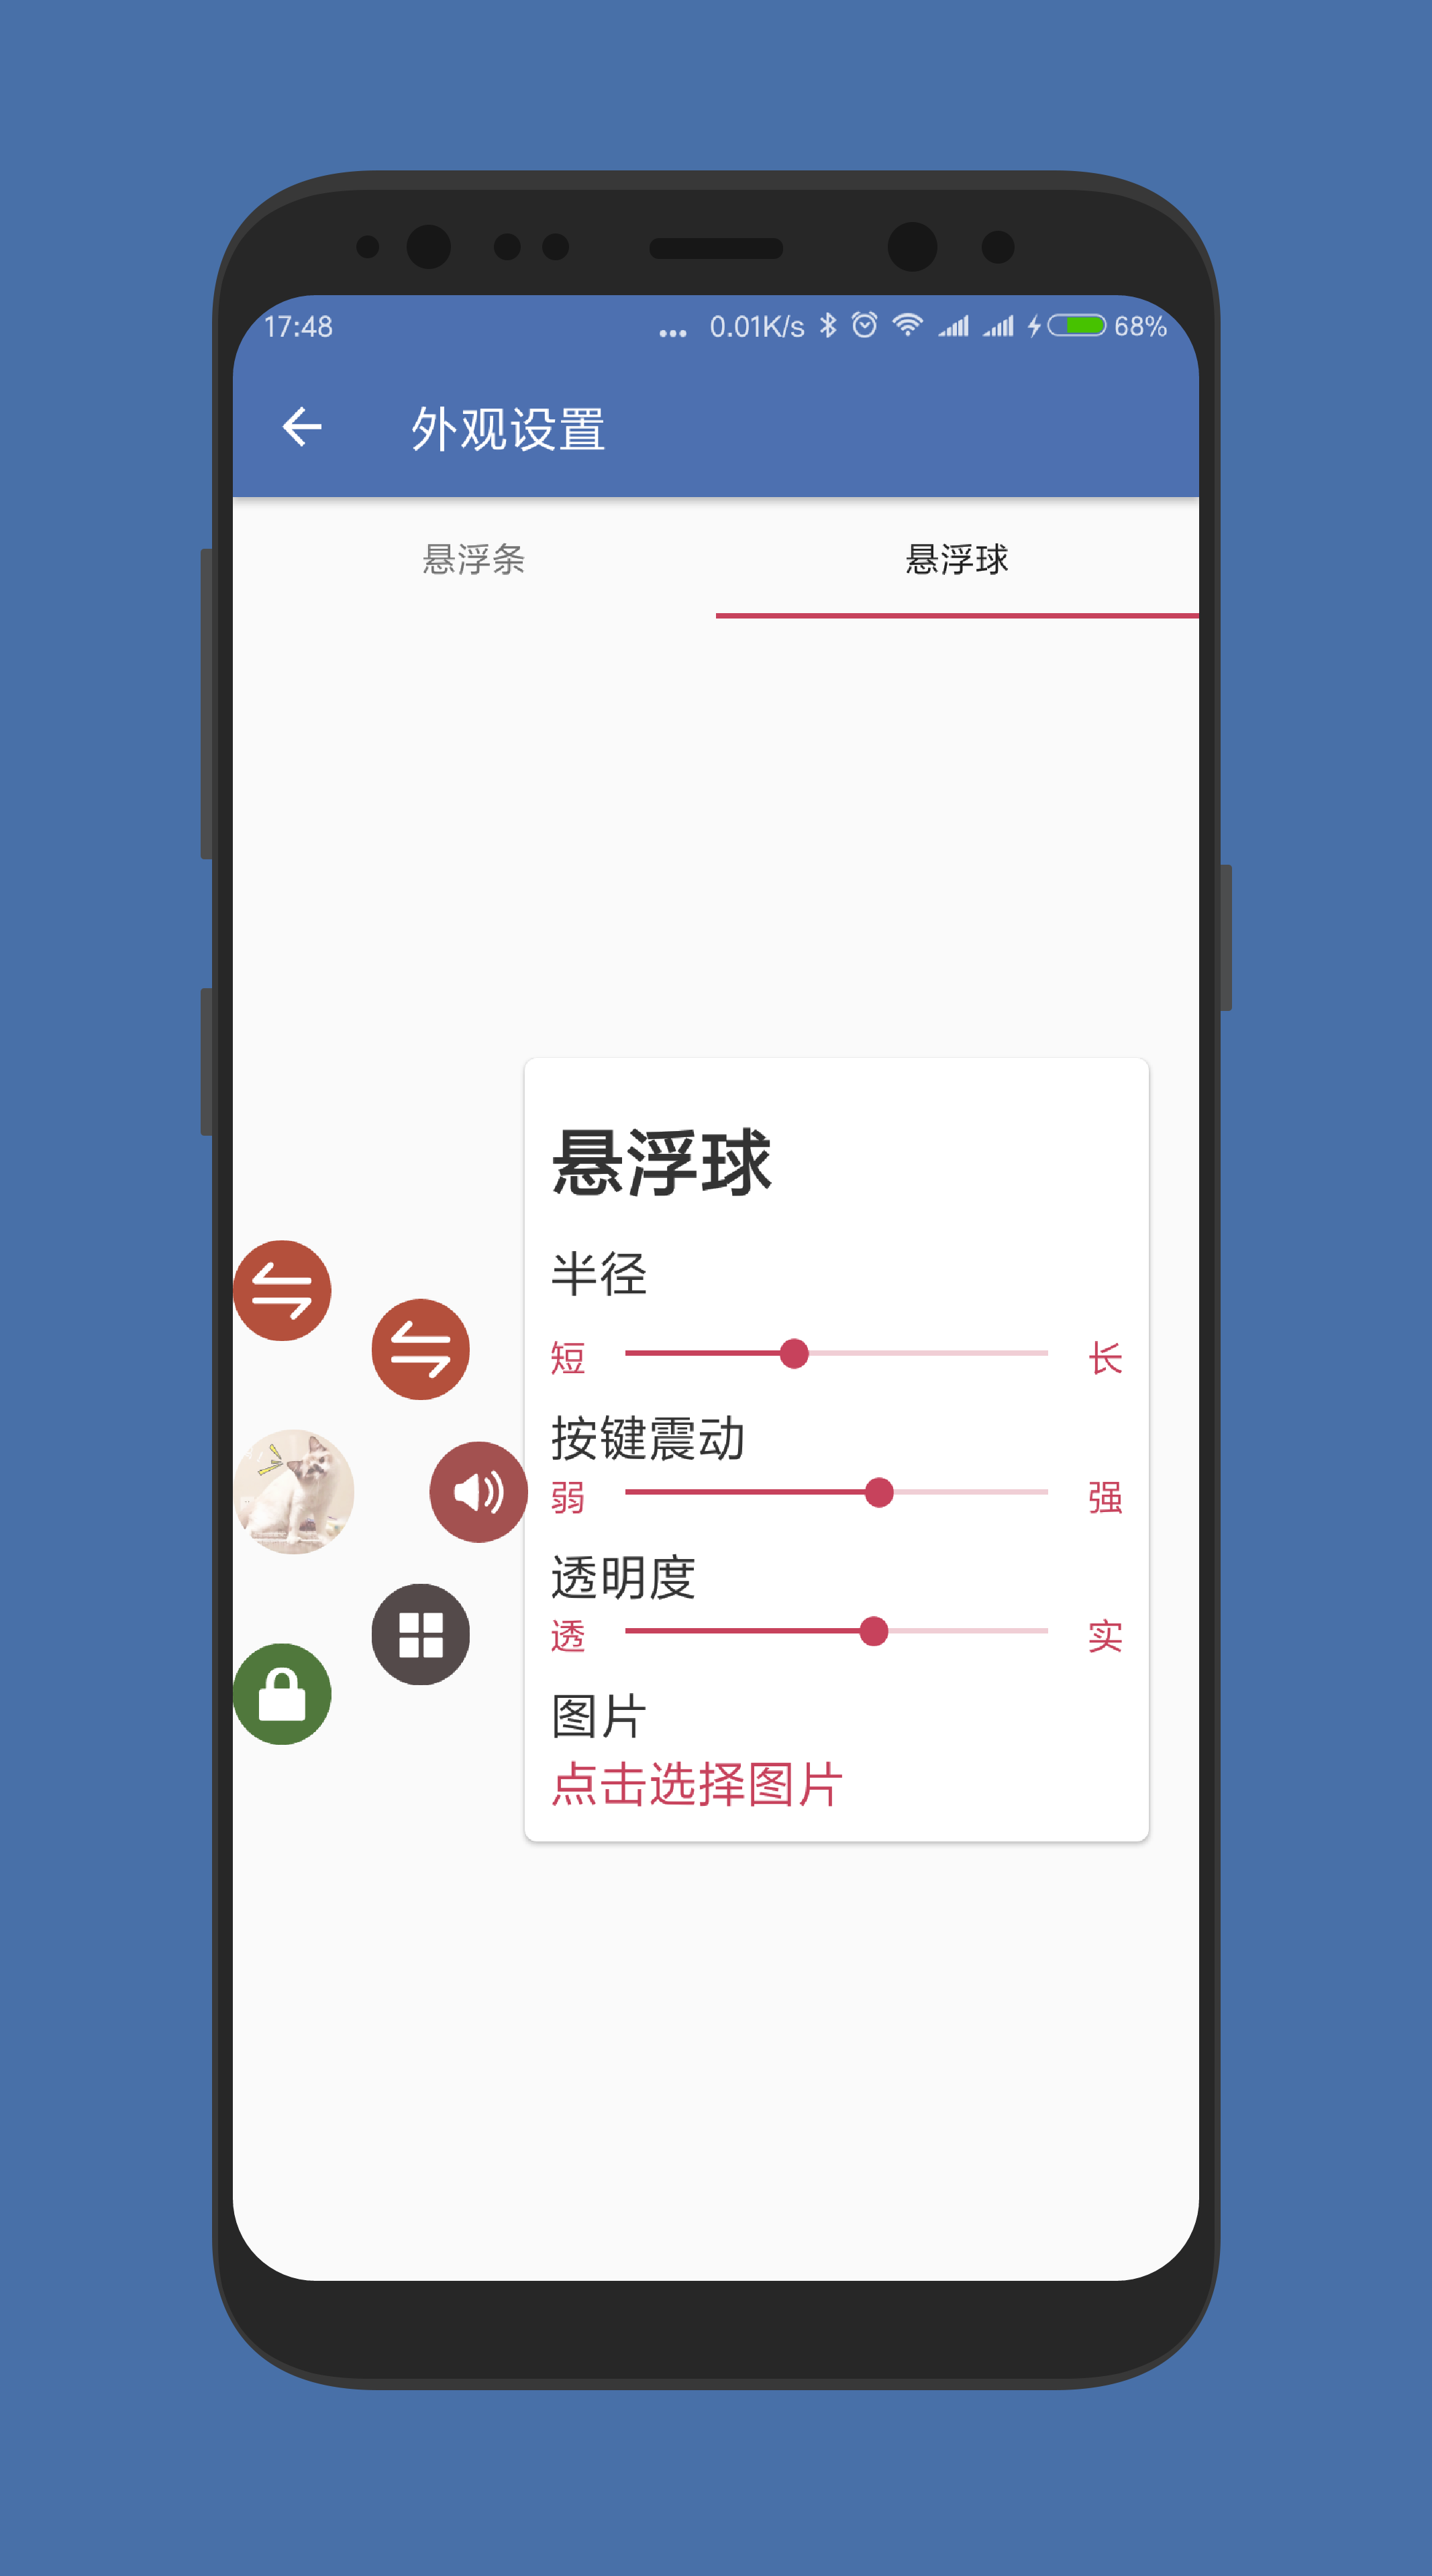 17:48 ... 0.01K/s 68%
外观设置
悬浮条 悬浮球
悬浮球
半径
短 长
按键震动
弱 强
透明度
透 实
图片
点击选择图片